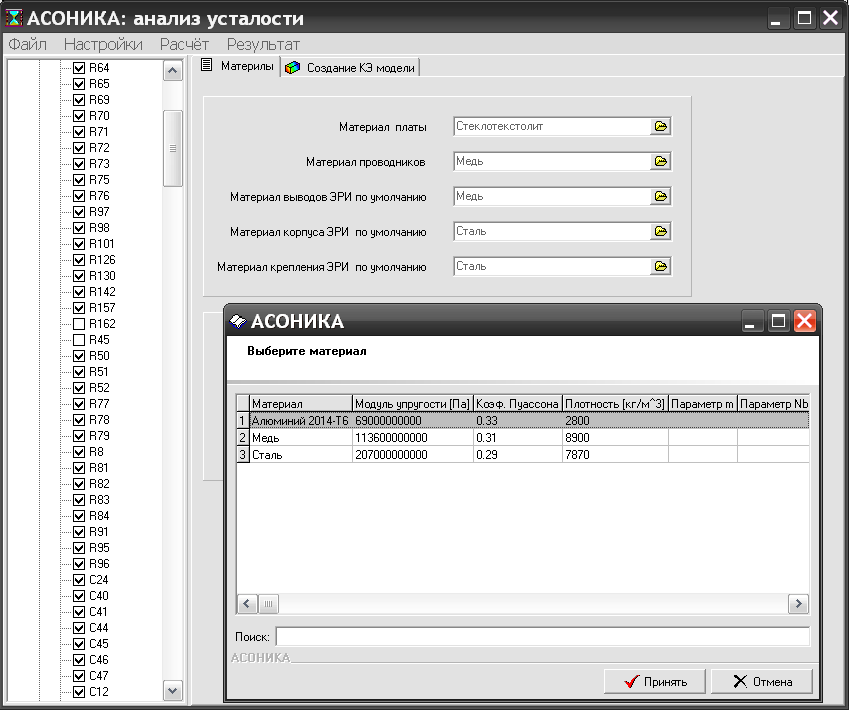 АСОНИКА: анализ усталости
Файл Настройки Расчёт Результат
R64
R65
R69
R70
R71
R72
R73
R75
R76
R97
R98
R101
R126
R130
R142
R157
R162
R45
R50
R51
R52
R77
R78
R79
R8
R81
R82
R83
R84
R91
R95
R96
C24
C40
C41
C44
C45
C46
C47
C12
Материлы Создание КЭ модели
Материал платы Стеклотекстолит
Материал проводников Медь
Материал выводов ЭРИ по умолчанию Медь
Материал корпуса ЭРИ по умолчанию Сталь
Материал крепления ЭРИ по умолчанию Сталь
АСОНИКА
Выберите материал
Материал Модуль упругости [Па] Коэф. Пуассона Плотность [кг/м^3] Параметр m Параметр Nb
1 Алюминий 2014-Т6 69000000000 0.33 2800
2 Медь 113600000000 0.31 8900
3 Сталь 207000000000 0.29 7870
Поиск:
АСОНИКА
Принять Отмена